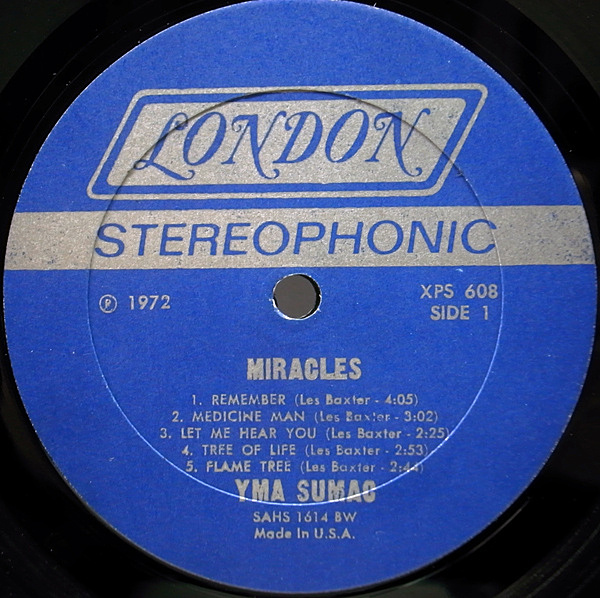 LONDON
STEREOPHONIC
℗ 1972
XPS 608
SIDE 1
MIRACLES
1. REMEMBER (Les Baxter - 4:05)
2. MEDICINE MAN (Les Baxter - 3:02)
3. LET ME HEAR YOU (Les Baxter - 2:25)
4. TREE OF LIFE (Les Baxter - 2:53)
5. FLAME TREE (Les Baxter - 2:44)
YMA SUMAC
SAHS 1614 BW
Made In U.S.A.